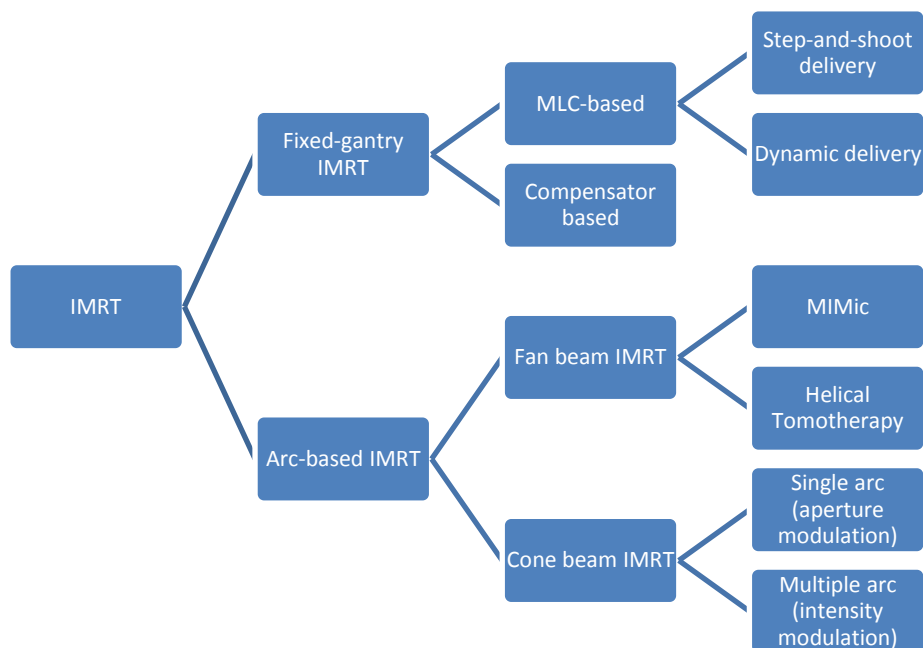 Step-and-shoot
delivery
MLC-based
Fixed-gantry
IMRT
Dynamic delivery
Compensator
based
IMRT
MIMic
Fan beam IMRT
Helical
Tomotherapy
Arc-based IMRT
Single arc
(aperture
modulation)
Cone beam IMRT
Multiple arc
(intensity
modulation)